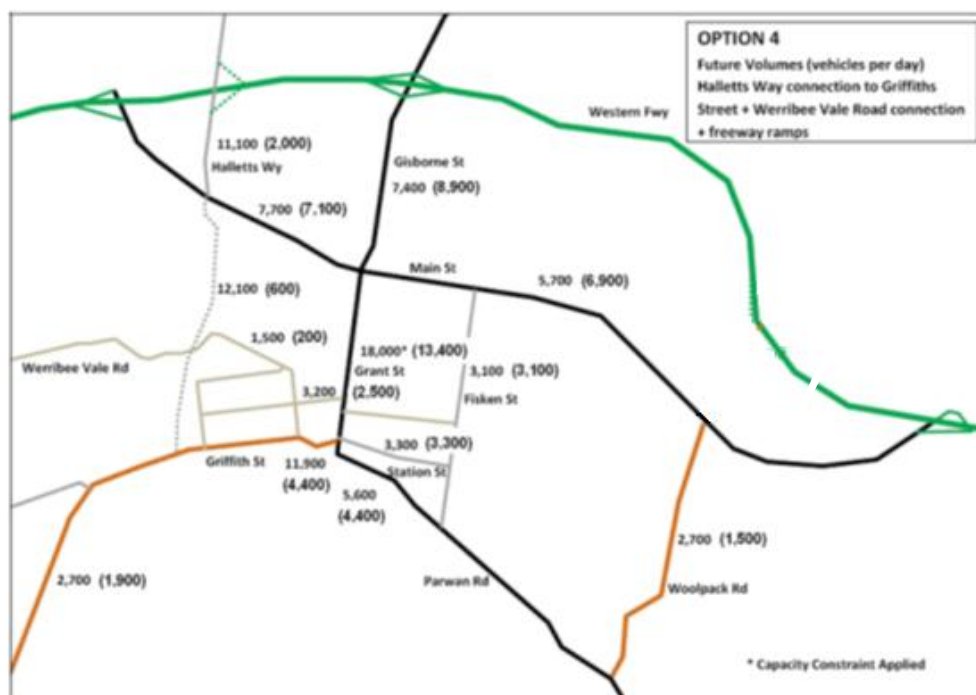 OPTION 4
Future Volumes (vehicles per day)
Halletts Way connection to Griffiths
Street + Werribee Vale Road connection
+ freeway ramps
Western Fwy
11,100 (2,000)
Halletts Wy
Gisborne St
7,400 (8,900)
7,700 (7,100)
Main St
5,700 (6,900)
12,100 (600)
1,500 (200)
18,000* (13,400)
Grant St
Werribee Vale Rd
3,200 (2,500)
3,100 (3,100)
Fisken St
3,300 (3,300)
Station St
Griffith St
11,900
(4,400)
5,600
(4,400)
2,700 (1,900)
Parwan Rd
2,700 (1,500)
Woolpack Rd
* Capacity Constraint Applied